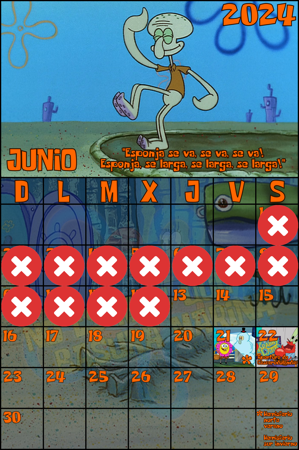 2024
"Esponja se va, se va, se va!
Esponja, se larga, se larga, se larga!"
JUNIO
D L M X J V S
13 14 15
16 17 18 19 20 21 22
23 24 25 26 27 28 29
30